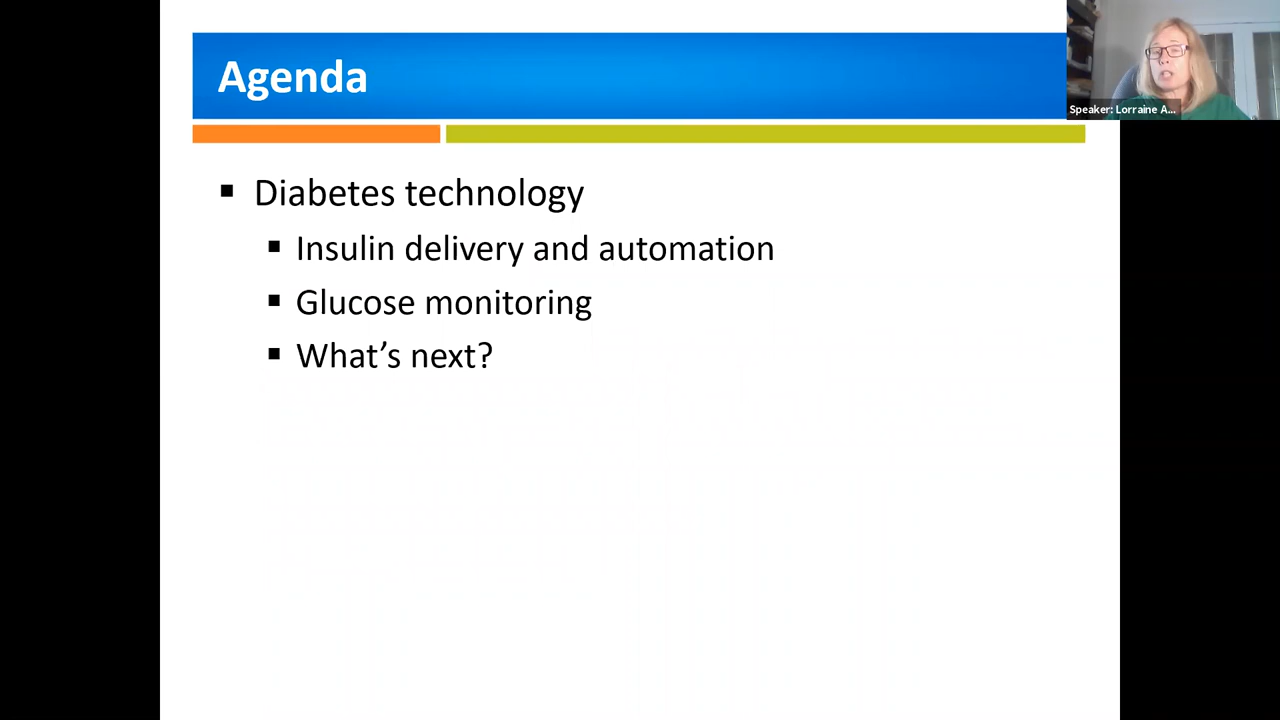 Agenda
Speaker: Lorraine A...
▪ Diabetes technology
▪ Insulin delivery and automation
▪ Glucose monitoring
▪ What’s next?